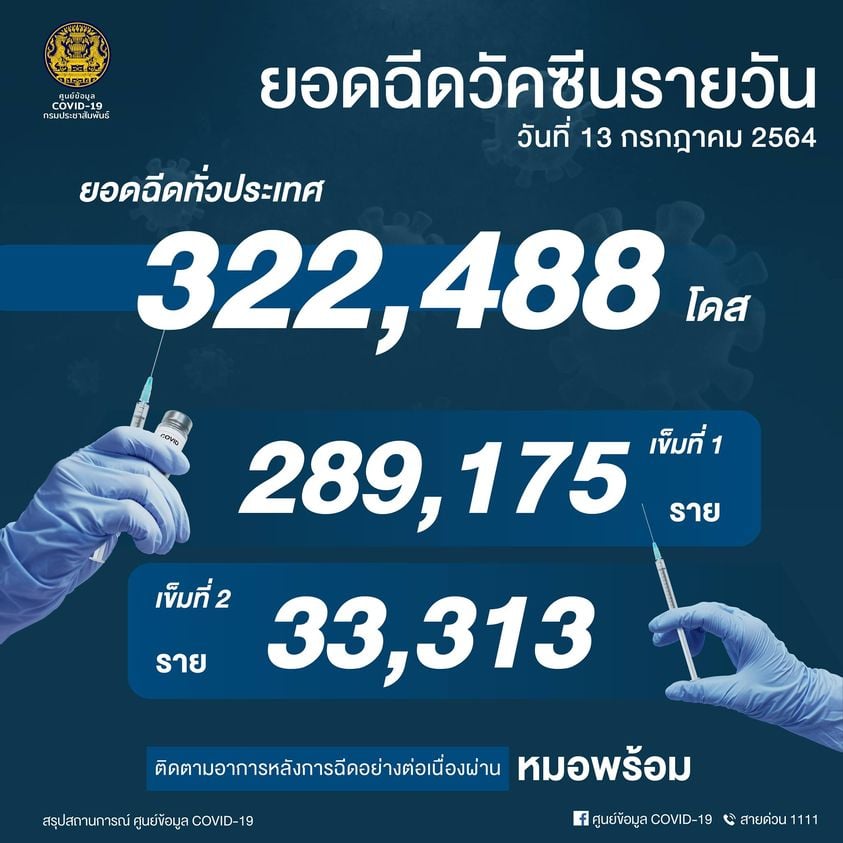 ศูนย์ข้อมูล
COVID-19
กรมประชาสัมพันธ์
ยอดฉีดวัคซีนรายวัน
วันที่ 13 กรกฎาคม 2564
ยอดฉีดทั่วประเทศ
322,488 โดส
COVID
289,175 เข็มที่ 1
ราย
เข็มที่ 2
ราย 33,313
ติดตามอาการหลังการฉีดอย่างต่อเนื่องผ่าน หมอพร้อม
สรุปสถานการณ์ ศูนย์ข้อมูล COVID-19
ศูนย์ข้อมูล COVID-19 สายด่วน 1111